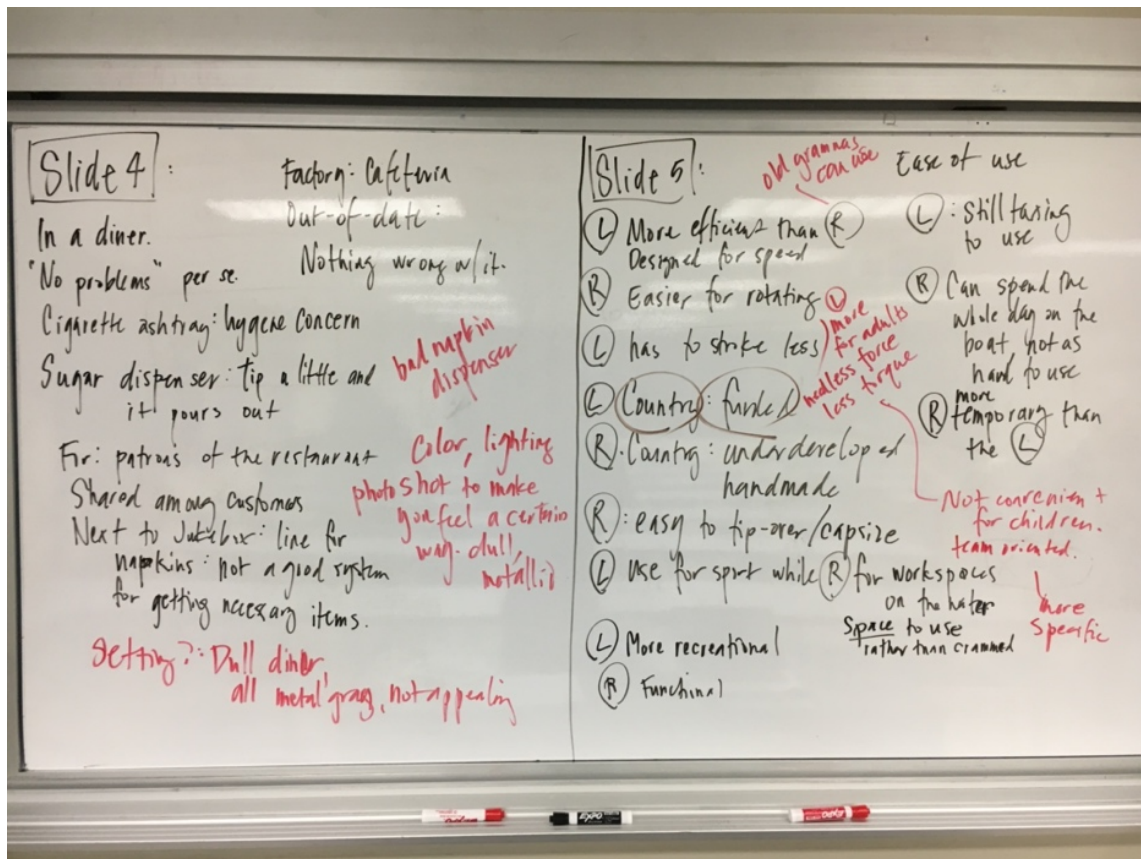 Slide 4:
Factory: Cafeteria
Out-of-date:
Nothing wrong w/it.
In a diner.
"No problems" per se.
Cigarette ashtray: hygene concern
Sugar dispenser: tip a little and
it pours out
bad napkin
dispenser
For: patrons of the restaurant
Shared among customers
Next to Jukebox: line for
napkins: not a good system
for getting necessary items.
Color, lighting
photo shot to make
you feel a certain
way. dull,
metallic
Setting?: Dull diner,
all metal gray, not appealing
Slide 5:
old grammas
can use
(L) More efficient than (R)
Designed for speed
(R) Easier for rotating
(L) has to stroke less
(L) more
for adults
needless force
less torque
(L) Country: funded
(R). Country: underdeveloped
handmade
(R): easy to tip-over/capsize
(L) Use for sport while (R) for workspaces
on the water
Space to use
rather than crammed
(L) More recreational
(R) Functional
Ease of use
(L): Still taxing
to use
(R) Can spend the
whole day on the
boat, not as
hard to use
(R) more
temporary than
the (L)
Not convenient
for children.
team oriented.
more
specific
EXPO